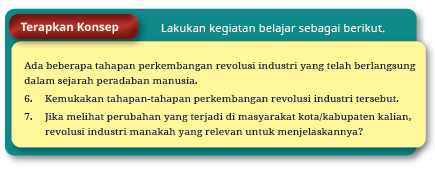 Terapkan Konsep
Lakukan kegiatan belajar sebagai berikut.
Ada beberapa tahapan perkembangan revolusi industri yang telah berlangsung
dalam sejarah peradaban manusia.
6. Kemukakan tahapan-tahapan perkembangan revolusi industri tersebut.
7. Jika melihat perubahan yang terjadi di masyarakat kota/kabupaten kalian,
revolusi industri manakah yang relevan untuk menjelaskannya?